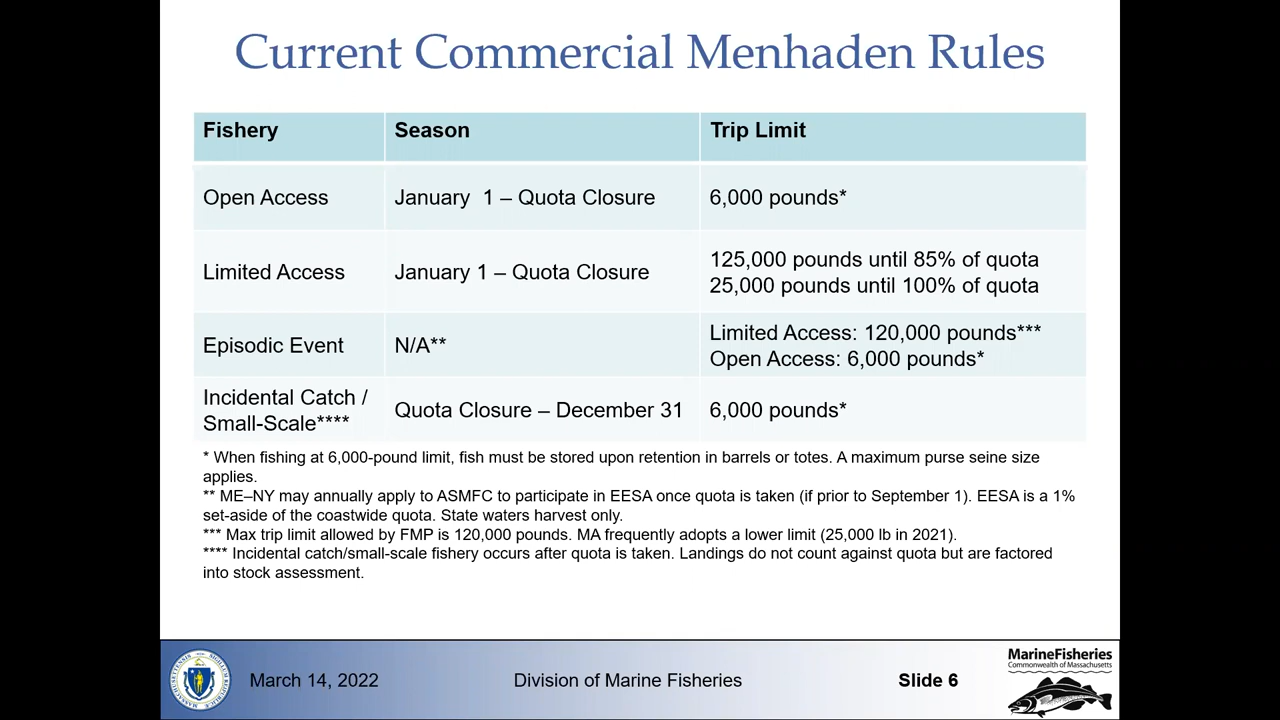 Current Commercial Menhaden Rules
Fishery
Season
Trip Limit
Open Access
January 1 – Quota Closure
6,000 pounds*
Limited Access
January 1 – Quota Closure
125,000 pounds until 85% of quota
25,000 pounds until 100% of quota
Episodic Event
N/A**
Limited Access: 120,000 pounds***
Open Access: 6,000 pounds*
Incidental Catch /
Small-Scale****
Quota Closure – December 31
6,000 pounds*
* When fishing at 6,000-pound limit, fish must be stored upon retention in barrels or totes. A maximum purse seine size
applies.
** ME–NY may annually apply to ASMFC to participate in EESA once quota is taken (if prior to September 1). EESA is a 1%
set-aside of the coastwide quota. State waters harvest only.
*** Max trip limit allowed by FMP is 120,000 pounds. MA frequently adopts a lower limit (25,000 lb in 2021).
**** Incidental catch/small-scale fishery occurs after quota is taken. Landings do not count against quota but are factored
into stock assessment.
March 14, 2022
Division of Marine Fisheries
Slide 6
MarineFisheries
Commonwealth of Massachusetts